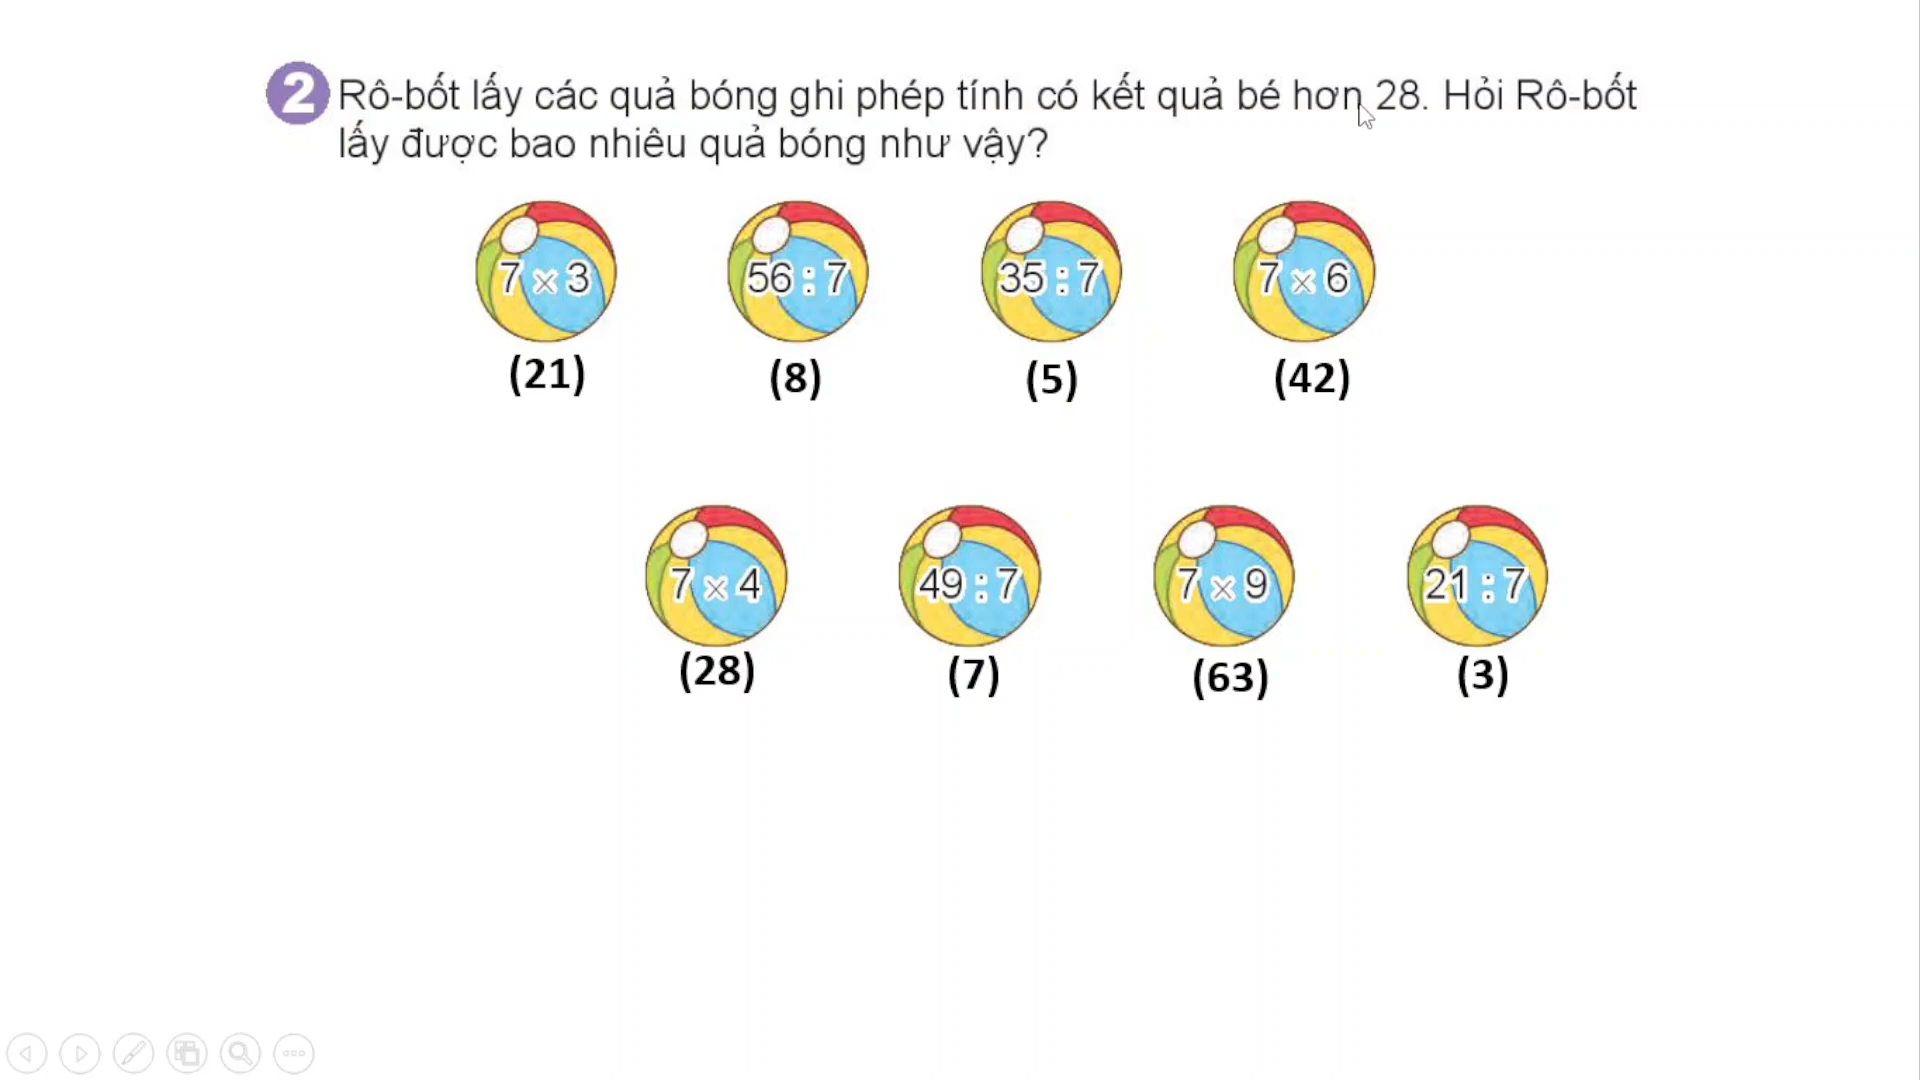 2 Rô-bốt lấy các quả bóng ghi phép tính có kết quả bé hơn 28. Hỏi Rô-bốt
lấy được bao nhiêu quả bóng như vậy?
7 × 3 56 : 7 35 : 7 7 × 6
(21) (8) (5) (42)
7 × 4 49 : 7 7 × 9 21 : 7
(28) (7) (63) (3)